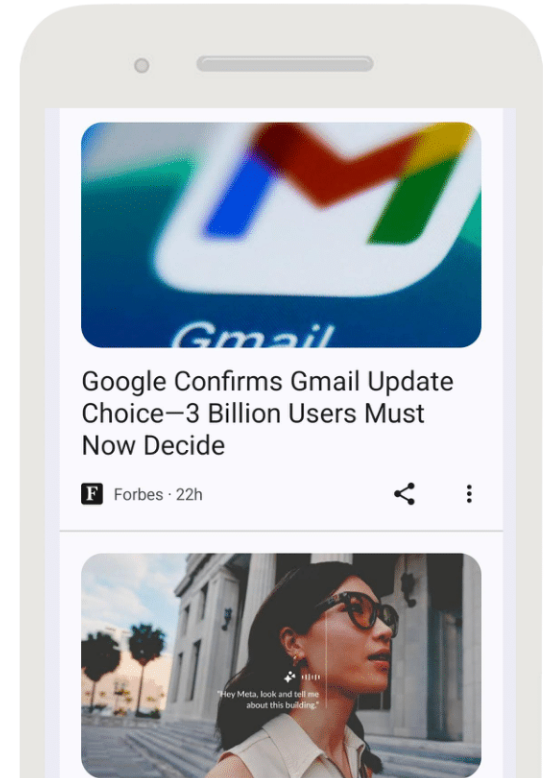 Gmail
Google Confirms Gmail Update
Choice—3 Billion Users Must
Now Decide
F
Forbes · 22h
"Hey Meta, look and tell me
about this building."